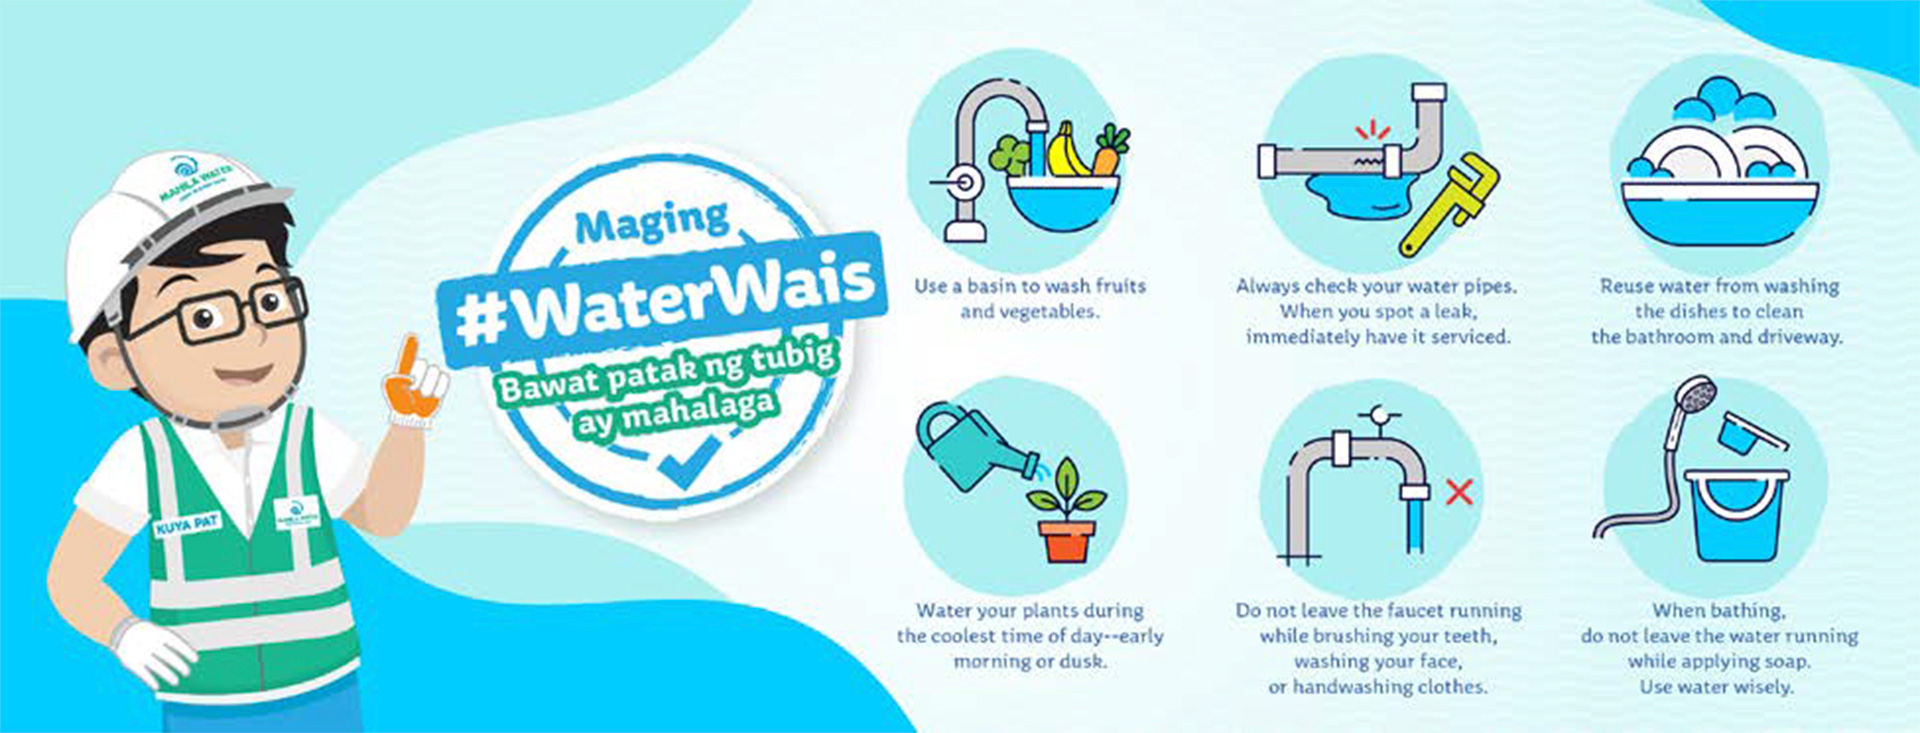 MANILA WATER
KUYA PAT
MANILA WATER
Maging
#WaterWais
Bawat patak ng tubig
ay mahalaga
Use a basin to wash fruits
and vegetables.
Always check your water pipes.
When you spot a leak,
immediately have it serviced.
Reuse water from washing
the dishes to clean
the bathroom and driveway.
Water your plants during
the coolest time of day--early
morning or dusk.
Do not leave the faucet running
while brushing your teeth,
washing your face,
or handwashing clothes.
When bathing,
do not leave the water running
while applying soap.
Use water wisely.